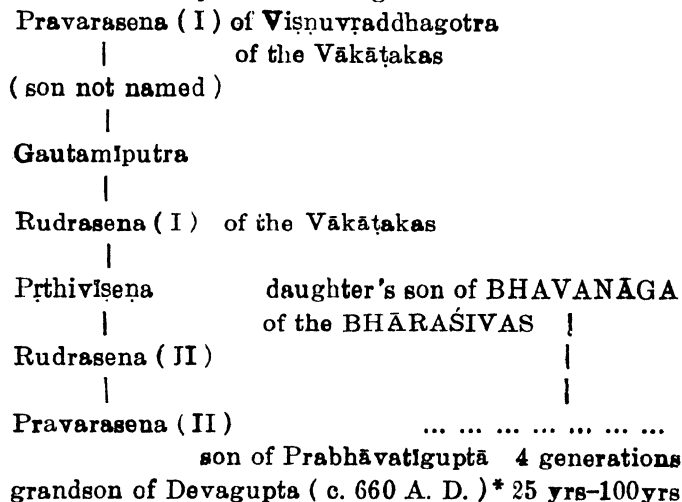 Pravarasena ( I ) of Viṣṇuvṛaddhagotra
| of the Vākāṭakas
( son not named )
|
Gautamīputra
|
Rudrasena ( I ) of the Vākāṭakas
|
Pṛthivīseṇa daughter's son of BHAVANĀGA
| of the BHĀRAŚIVAS |
Rudrasena ( II ) |
| |
Pravarasena ( II ) ... ... ... ... ... ... ...
son of Prabhāvatīguptā 4 generations
grandson of Devagupta ( c. 660 A. D. )* 25 yrs-100yrs